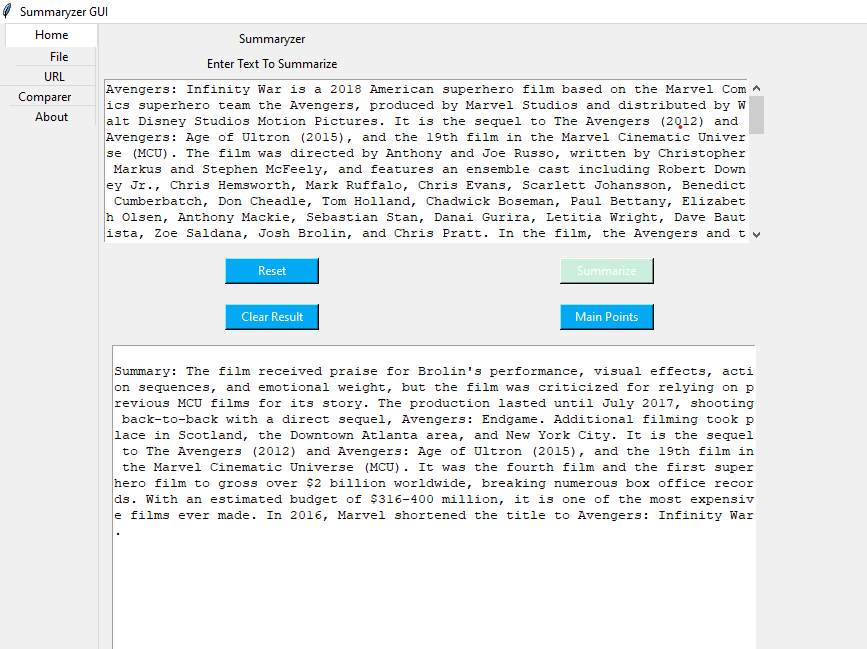 Summaryzer GUI
Home
File
URL
Comparer
About
Summaryzer
Enter Text To Summarize
Avengers: Infinity War is a 2018 American superhero film based on the Marvel Com
ics superhero team the Avengers, produced by Marvel Studios and distributed by W
alt Disney Studios Motion Pictures. It is the sequel to The Avengers (2012) and
Avengers: Age of Ultron (2015), and the 19th film in the Marvel Cinematic Univer
se (MCU). The film was directed by Anthony and Joe Russo, written by Christopher
Markus and Stephen McFeely, and features an ensemble cast including Robert Down
ey Jr., Chris Hemsworth, Mark Ruffalo, Chris Evans, Scarlett Johansson, Benedict
Cumberbatch, Don Cheadle, Tom Holland, Chadwick Boseman, Paul Bettany, Elizabet
h Olsen, Anthony Mackie, Sebastian Stan, Danai Gurira, Letitia Wright, Dave Baut
ista, Zoe Saldana, Josh Brolin, and Chris Pratt. In the film, the Avengers and t
Reset
Summarize
Clear Result
Main Points
Summary: The film received praise for Brolin's performance, visual effects, acti
on sequences, and emotional weight, but the film was criticized for relying on p
revious MCU films for its story. The production lasted until July 2017, shooting
back-to-back with a direct sequel, Avengers: Endgame. Additional filming took p
lace in Scotland, the Downtown Atlanta area, and New York City. It is the sequel
to The Avengers (2012) and Avengers: Age of Ultron (2015), and the 19th film in
the Marvel Cinematic Universe (MCU). It was the fourth film and the first super
hero film to gross over $2 billion worldwide, breaking numerous box office recor
ds. With an estimated budget of $316-400 million, it is one of the most expensiv
e films ever made. In 2016, Marvel shortened the title to Avengers: Infinity War
.